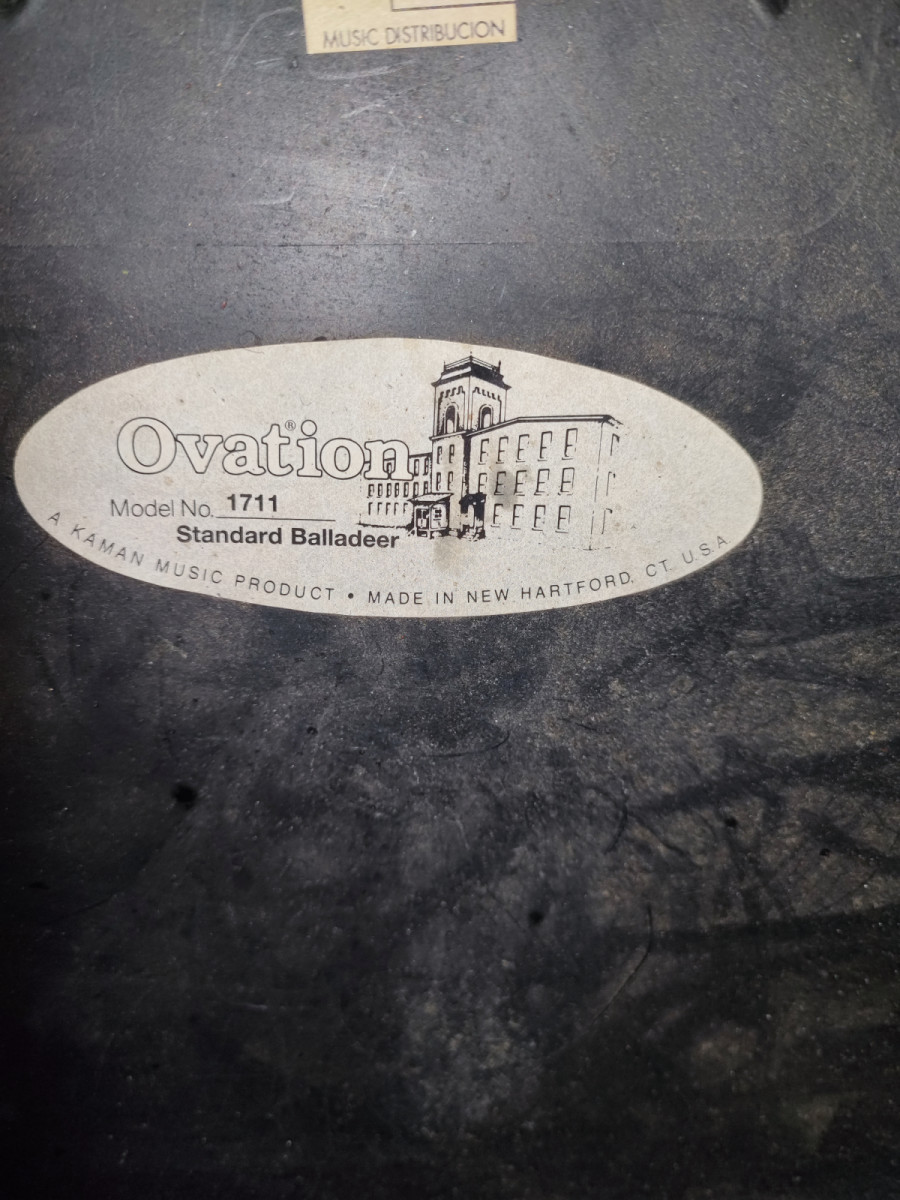 MUSIC DISTRIBUCION
Ovation®
Model No. 1711
Standard Balladeer
A KAMAN MUSIC PRODUCT • MADE IN NEW HARTFORD, CT. U.S.A.